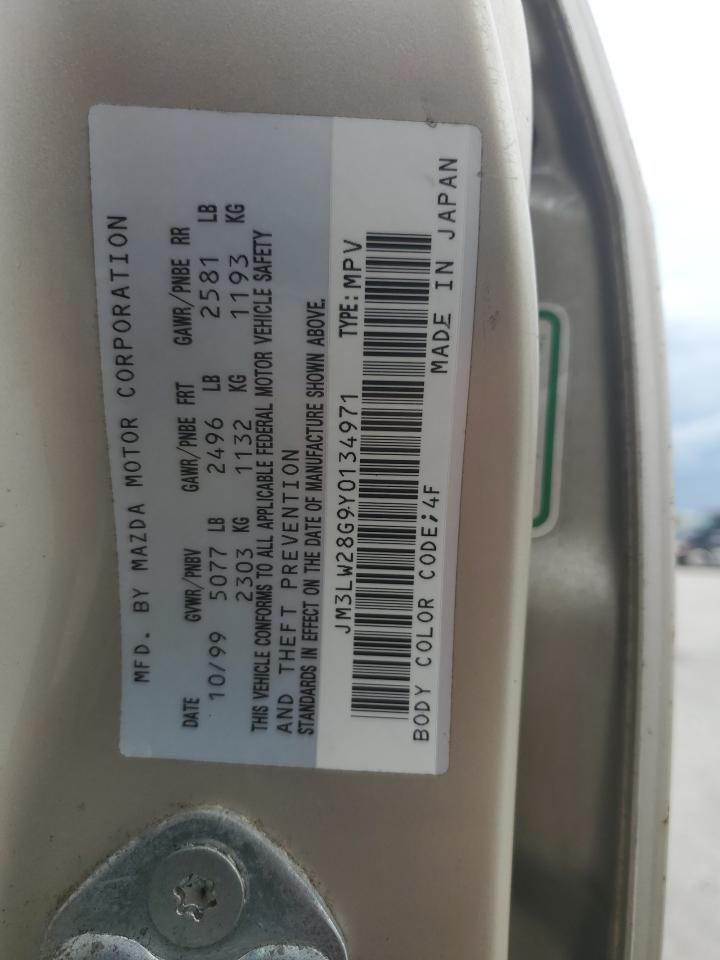 MFD. BY MAZDA MOTOR CORPORATION
DATE GVWR/PNBV GAWR/PNBE FRT GAWR/PNBE RR
10/99 5077 LB 2496 LB 2581 LB
2303 KG 1132 KG 1193 KG
THIS VEHICLE CONFORMS TO ALL APPLICABLE FEDERAL MOTOR VEHICLE SAFETY
AND THEFT PREVENTION
STANDARDS IN EFFECT ON THE DATE OF MANUFACTURE SHOWN ABOVE.
JM3LW28G9Y0134971 TYPE: MPV
BODY COLOR CODE;4F MADE IN JAPAN